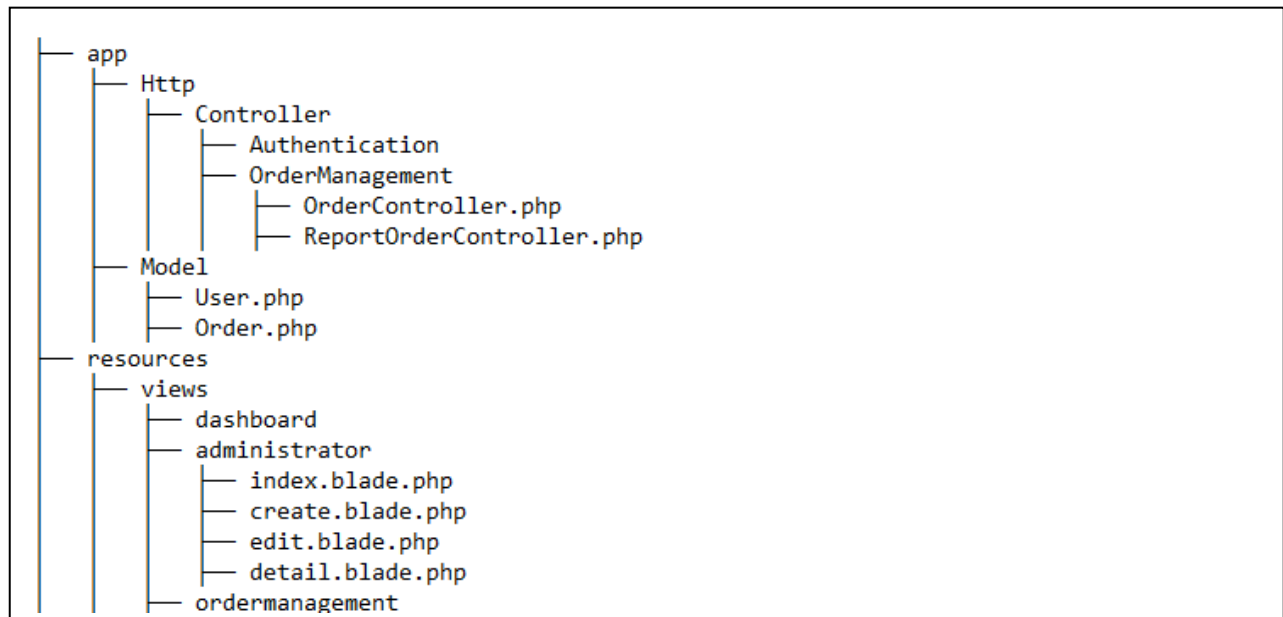 app
Http
Controller
Authentication
OrderManagement
OrderController.php
ReportOrderController.php
Model
User.php
Order.php
resources
views
dashboard
administrator
index.blade.php
create.blade.php
edit.blade.php
detail.blade.php
ordermanagement